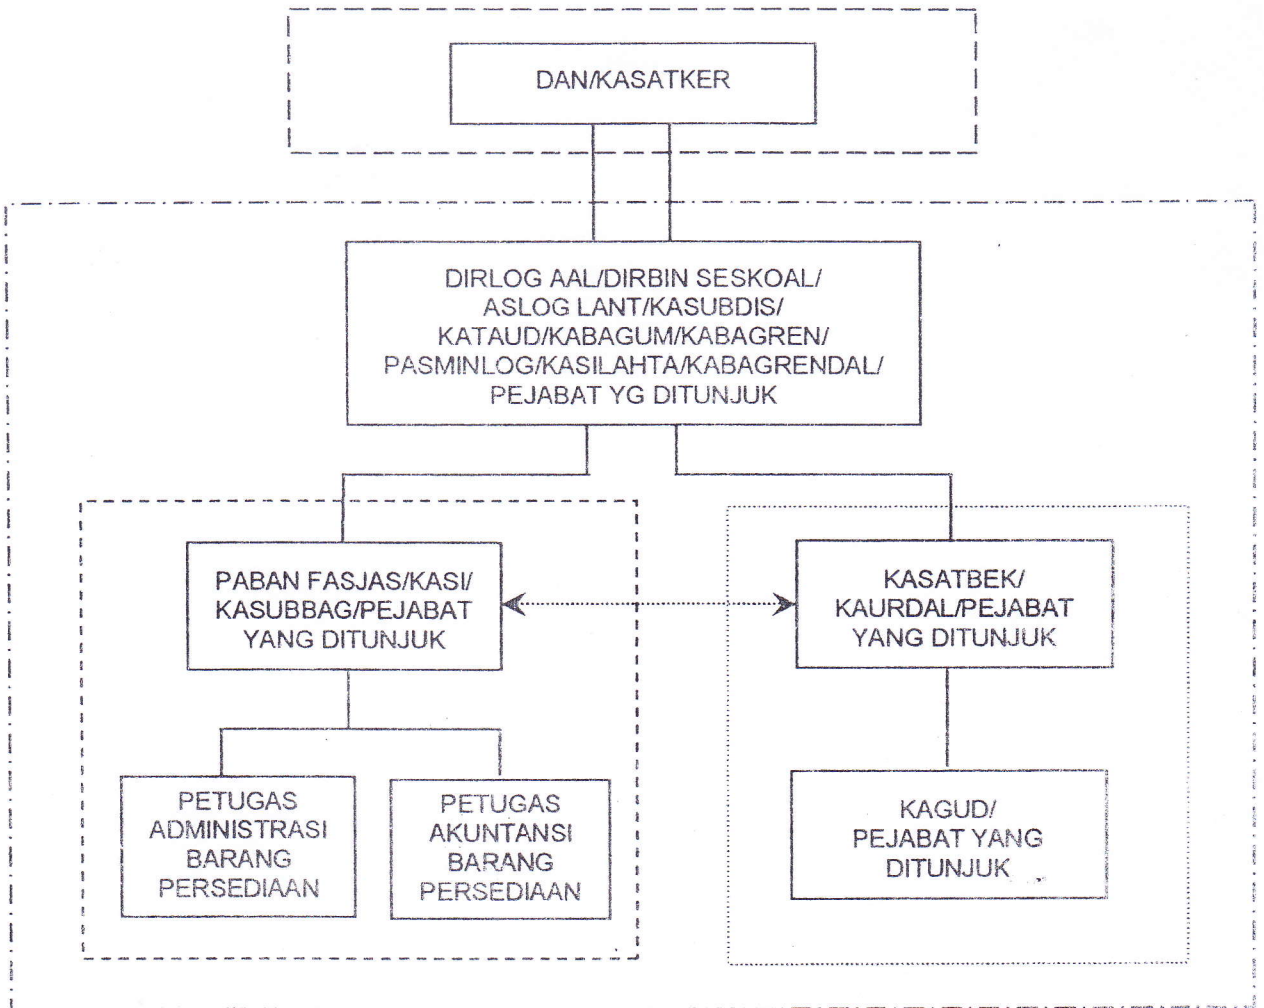 DAN/KASATKER
DIRLOG AAL/DIRBIN SESKOAL/
ASLOG LANT/KASUBDIS/
KATAUD/KABAGUM/KABAGREN/
PASMINLOG/KASILAHTA/KABAGRENDAL/
PEJABAT YG DITUNJUK
PABAN FASJAS/KASI/
KASUBBAG/PEJABAT
YANG DITUNJUK
KASATBEK/
KAURDAL/PEJABAT
YANG DITUNJUK
PETUGAS
ADMINISTRASI
BARANG
PERSEDIAAN
PETUGAS
AKUNTANSI
BARANG
PERSEDIAAN
KAGUD/
PEJABAT YANG
DITUNJUK